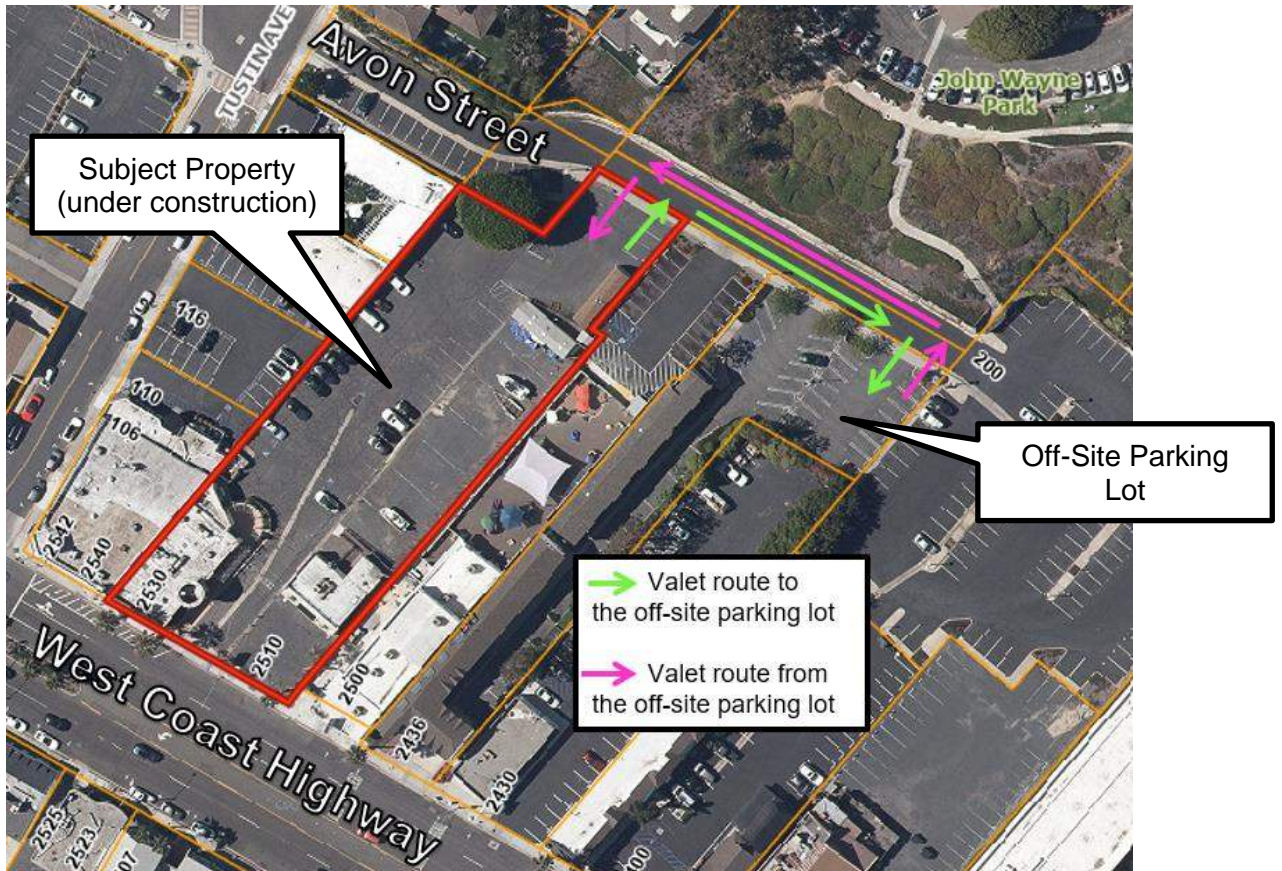 TUSTIN AVE
Avon Street
John Wayne
Park
Subject Property
(under construction)
116
110
106
2542
2540
2530
2510
2500
2436
2430
200
Off-Site Parking
Lot
Valet route to
the off-site parking lot
Valet route from
the off-site parking lot
West Coast Highway
2525
2523